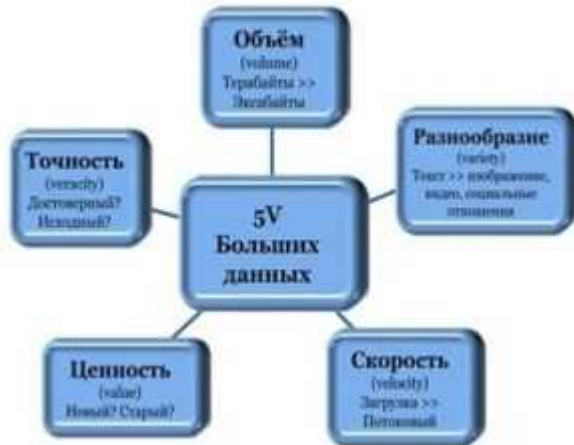 Объём
(volume)
Терабайты >>
Эксабайты
Точность
(veracity)
Достоверный?
Исходный?
Разнообразие
(variety)
Текст >> изображение,
видео, социальные
отношения
5V
Больших
данных
Ценность
(value)
Новый? Старый?
Скорость
(velocity)
Загрузка >>
Потоковый